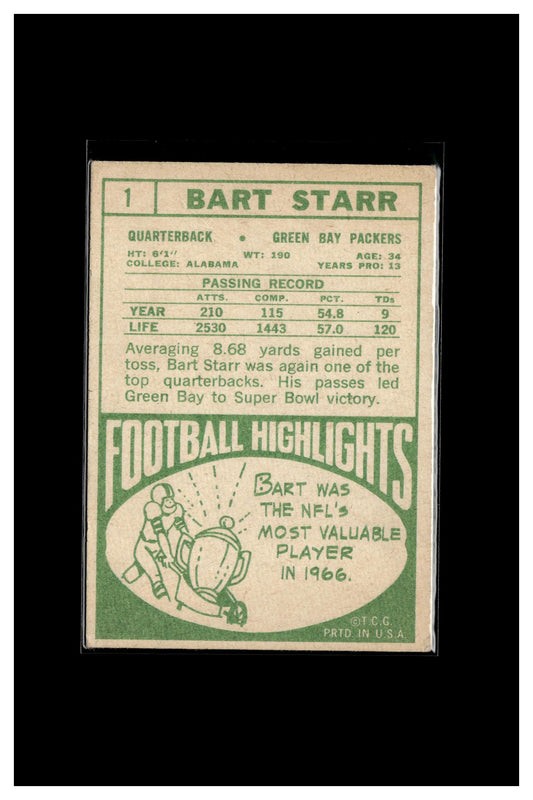 1 BART STARR
QUARTERBACK • GREEN BAY PACKERS
HT: 6'1" WT: 190 AGE: 34
COLLEGE: ALABAMA YEARS PRO: 13
PASSING RECORD
ATTS. COMP. PCT. TDs
YEAR 210 115 54.8 9
LIFE 2530 1443 57.0 120
Averaging 8.68 yards gained per
toss, Bart Starr was again one of the
top quarterbacks. His passes led
Green Bay to Super Bowl victory.
FOOTBALL HIGHLIGHTS
BART WAS
THE NFL'S
MOST VALUABLE
PLAYER
IN 1966.
©T.C.G.
PRTD. IN U.S.A.